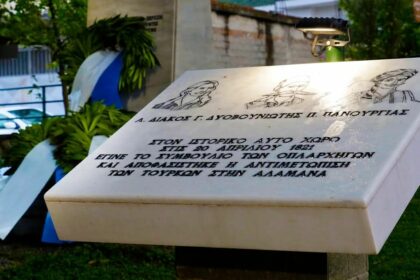 Α. ΔΙΑΚΟΣ Γ. ΔΥΟΒΟΥΝΙΩΤΗΣ Π. ΠΑΝΟΥΡΓΙΑΣ
ΣΤΟΝ ΙΣΤΟΡΙΚΟ ΑΥΤΟ ΧΩΡΟ
ΣΤΙΣ 20 ΑΠΡΙΛΙΟΥ 1821
ΕΓΙΝΕ ΤΟ ΣΥΜΒΟΥΛΙΟ ΤΩΝ ΟΠΛΑΡΧΗΓΩΝ
ΚΑΙ ΑΠΟΦΑΣΙΣΤΗΚΕ Η ΑΝΤΙΜΕΤΩΠΙΣΗ
ΤΩΝ ΤΟΥΡΚΩΝ ΣΤΗΝ ΑΛΑΜΑΝΑ